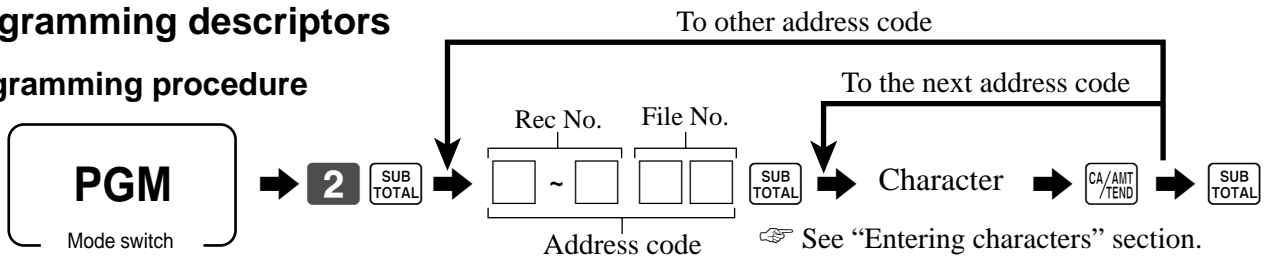 gramming descriptors
To other address code
gramming procedure
To the next address code
Rec No. File No.
PGM
2 SUB TOTAL
~
SUB TOTAL
Character
CA/AMT /TEND
SUB TOTAL
Mode switch
Address code
☞ See “Entering characters” section.